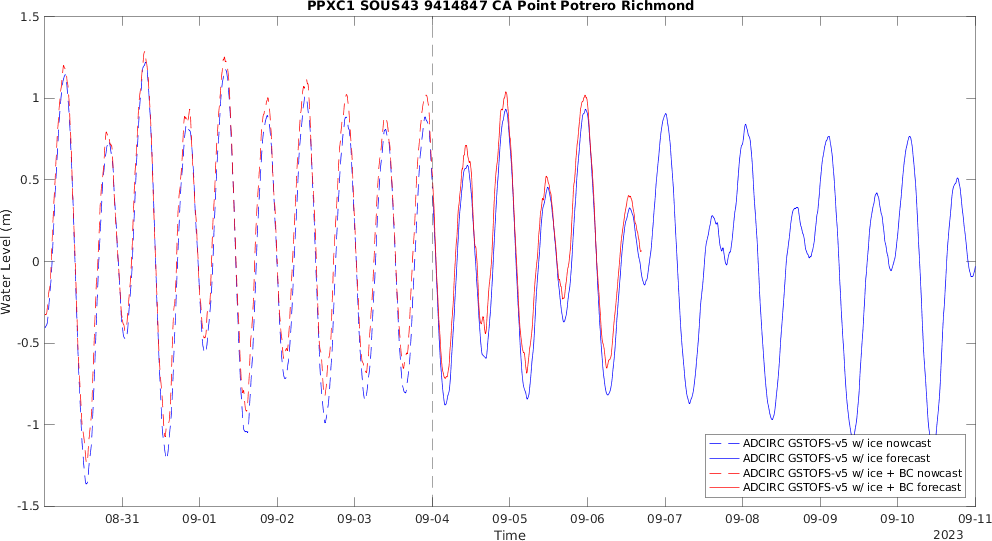 PPXC1 SOUS43 9414847 CA Point Potrero Richmond
1.5
1
0.5
0
-0.5
-1
-1.5
Water Level (m)
08-31 09-01 09-02 09-03 09-04 09-05 09-06 09-07 09-08 09-09 09-10 09-11
Time
2023
ADCIRC GSTOFS-v5 w/ ice nowcast
ADCIRC GSTOFS-v5 w/ ice forecast
ADCIRC GSTOFS-v5 w/ ice + BC nowcast
ADCIRC GSTOFS-v5 w/ ice + BC forecast